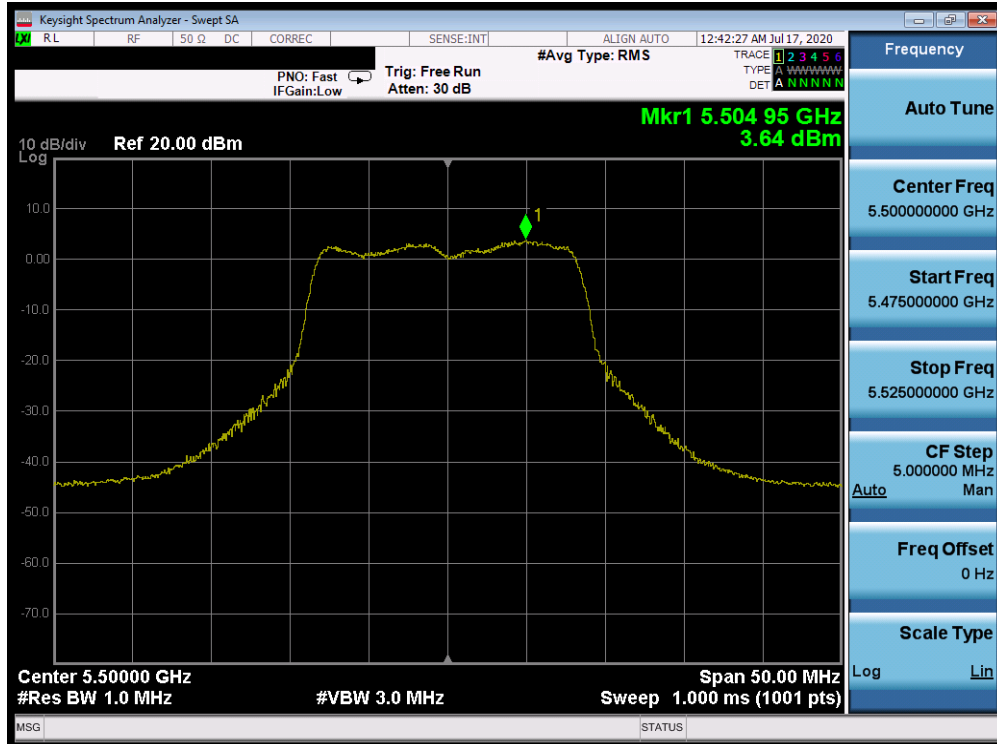 Keysight Spectrum Analyzer - Swept SA
LXI RL RF 50 Ω DC CORREC SENSE:INT ALIGN AUTO 12:42:27 AM Jul 17, 2020
#Avg Type: RMS
TRACE 1 2 3 4 5 6
TYPE A WWWWW
DET A N N N N N
PNO: Fast
IFGain:Low
Trig: Free Run
Atten: 30 dB
Mkr1 5.504 95 GHz
3.64 dBm
10 dB/div Ref 20.00 dBm
Log
10.0
0.00
-10.0
-20.0
-30.0
-40.0
-50.0
-60.0
-70.0
1
Center 5.50000 GHz Span 50.00 MHz
#Res BW 1.0 MHz #VBW 3.0 MHz Sweep 1.000 ms (1001 pts)
MSG STATUS
Frequency
Auto Tune
Center Freq
5.500000000 GHz
Start Freq
5.475000000 GHz
Stop Freq
5.525000000 GHz
CF Step
5.000000 MHz
Auto Man
Freq Offset
0 Hz
Scale Type
Log Lin